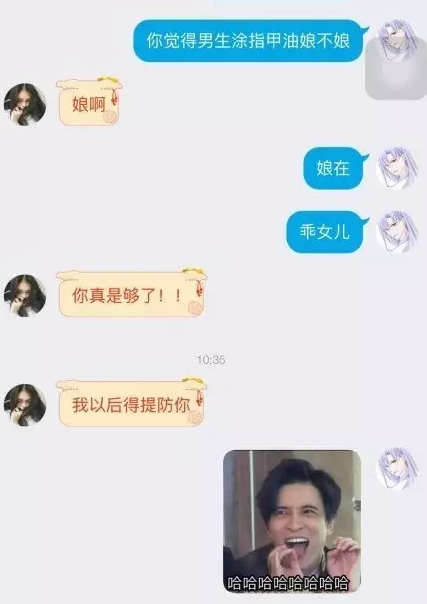 你觉得男生涂指甲油娘不娘
娘啊
娘在
乖女儿
你真是够了！！
10:35
我以后得提防你
哈哈哈哈哈哈哈哈